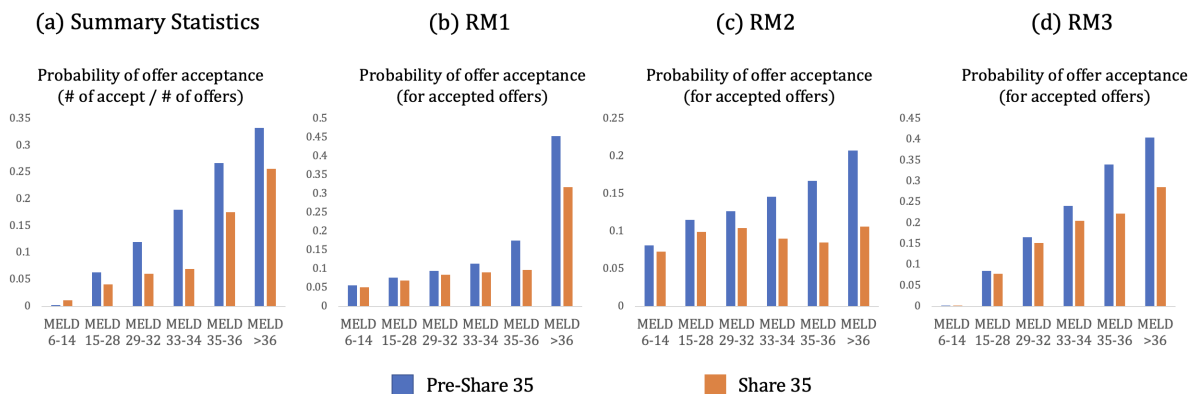 (a) Summary Statistics
Probability of offer acceptance
(# of accept / # of offers)
0.35
0.3
0.25
0.2
0.15
0.1
0.05
0
MELD MELD MELD MELD MELD MELD
6-14 15-28 29-32 33-34 35-36 >36
(b) RM1
Probability of offer acceptance
(for accepted offers)
0.5
0.45
0.4
0.35
0.3
0.25
0.2
0.15
0.1
0.05
0
MELD MELD MELD MELD MELD MELD
6-14 15-28 29-32 33-34 35-36 >36
(c) RM2
Probability of offer acceptance
(for accepted offers)
0.25
0.2
0.15
0.1
0.05
0
MELD MELD MELD MELD MELD MELD
6-14 15-28 29-32 33-34 35-36 >36
(d) RM3
Probability of offer acceptance
(for accepted offers)
0.45
0.4
0.35
0.3
0.25
0.2
0.15
0.1
0.05
0
MELD MELD MELD MELD MELD MELD
6-14 15-28 29-32 33-34 35-36 >36
Pre-Share 35
Share 35